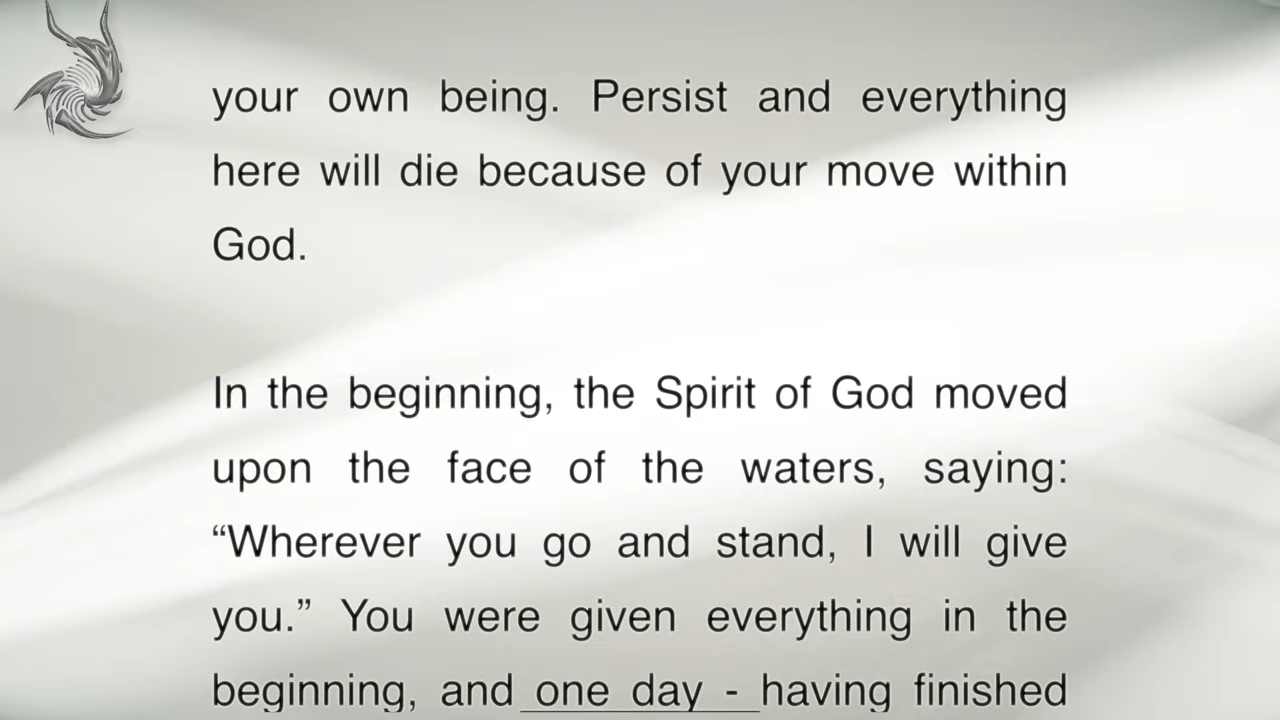 your own being. Persist and everything
here will die because of your move within
God.
In the beginning, the Spirit of God moved
upon the face of the waters, saying:
“Wherever you go and stand, I will give
you.” You were given everything in the
beginning, and one day - having finished